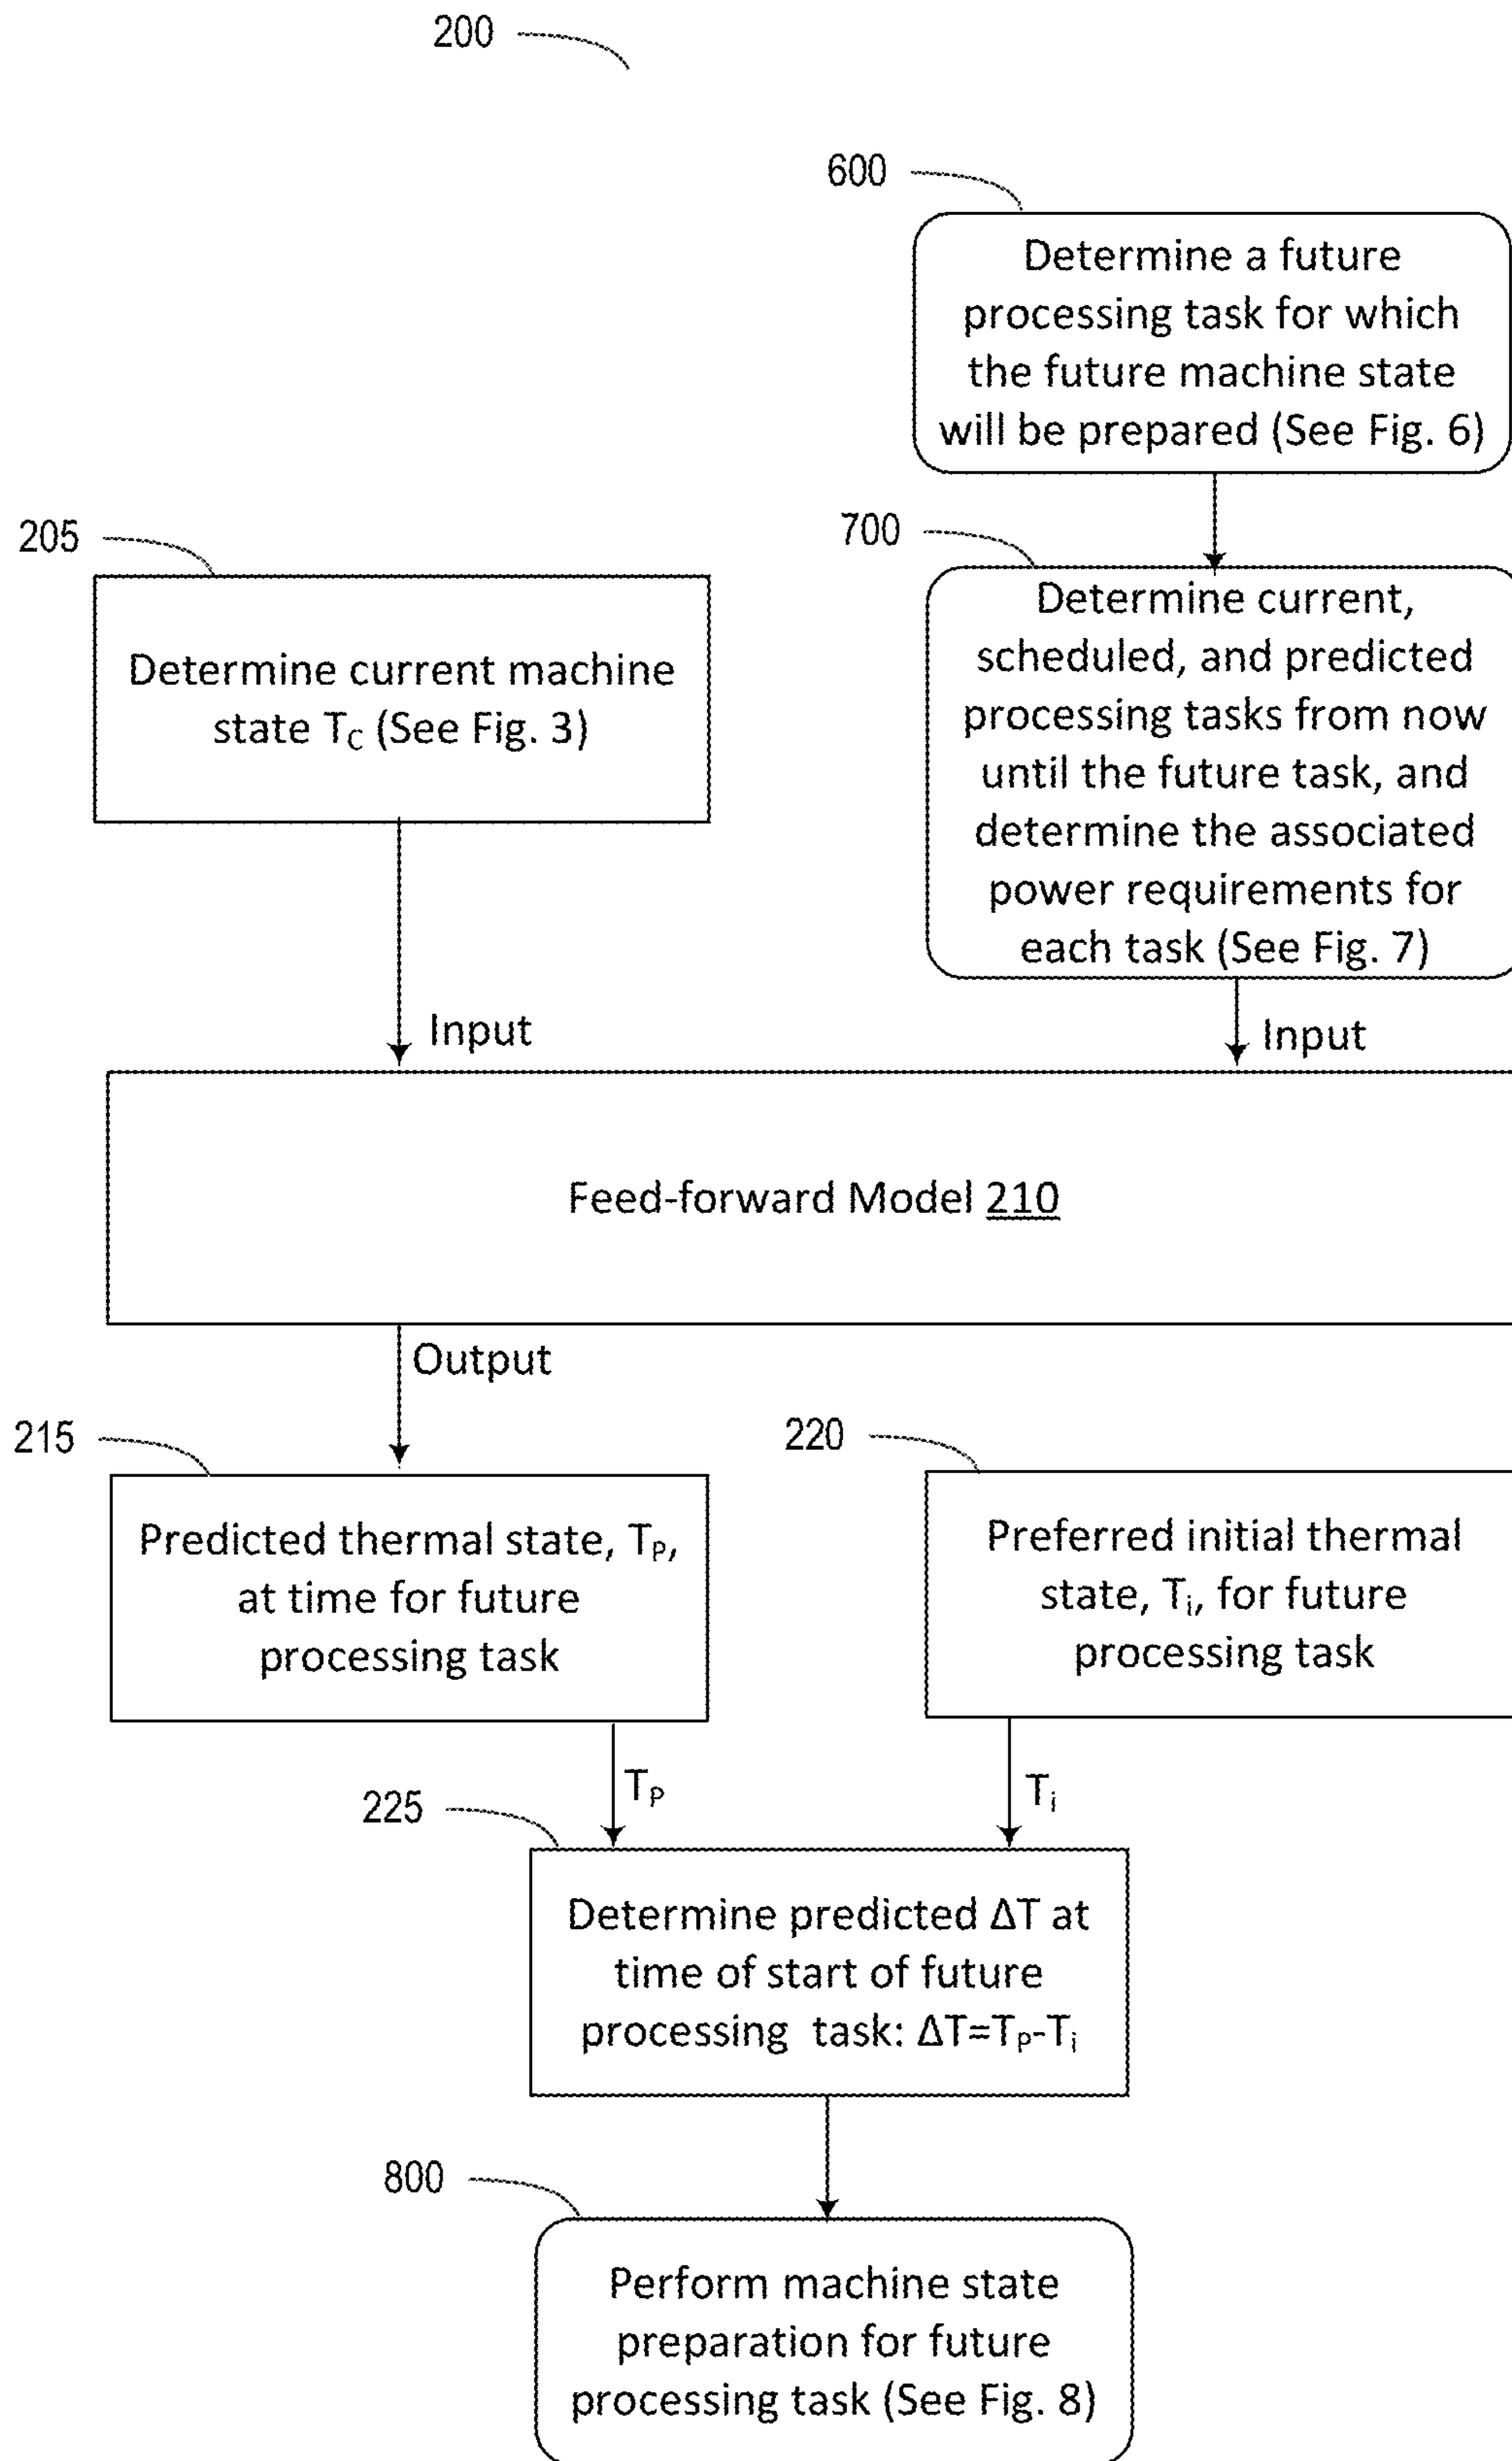 200
600
Determine a future
processing task for which
the future machine state
will be prepared (See Fig. 6)
205
Determine current machine
state T_C (See Fig. 3)
700
Determine current,
scheduled, and predicted
processing tasks from now
until the future task, and
determine the associated
power requirements for
each task (See Fig. 7)
Input
Input
Feed-forward Model 210
Output
215
Predicted thermal state, T_P,
at time for future
processing task
220
Preferred initial thermal
state, T_i, for future
processing task
T_P
T_i
225
Determine predicted ΔT at
time of start of future
processing task: ΔT=T_P-T_i
800
Perform machine state
preparation for future
processing task (See Fig. 8)